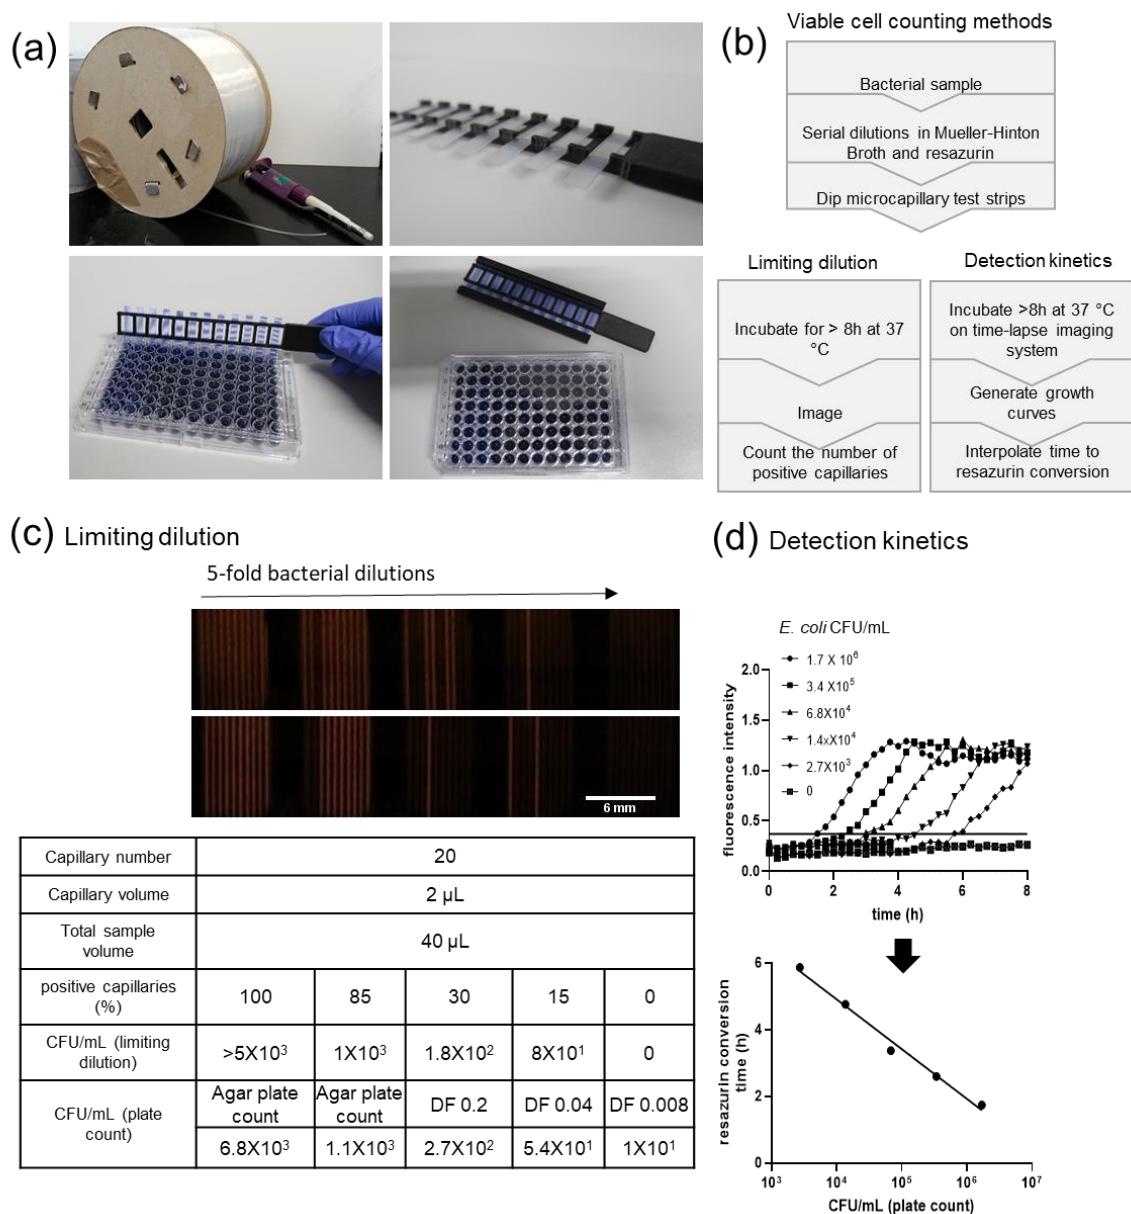 (a)
(b)
Viable cell counting methods
Bacterial sample
Serial dilutions in Mueller-Hinton
Broth and resazurin
Dip microcapillary test strips
Limiting dilution
Incubate for > 8h at 37
°C
Image
Count the number of
positive capillaries
Detection kinetics
Incubate >8h at 37 °C
on time-lapse imaging
system
Generate growth
curves
Interpolate time to
resazurin conversion
(c) Limiting dilution
5-fold bacterial dilutions
6 mm
Capillary number
20
Capillary volume
2 µL
Total sample
volume
40 µL
positive capillaries
(%)
100
85
30
15
0
CFU/mL (limiting
dilution)
>5X10³
1X10³
1.8X10²
8X10¹
0
CFU/mL (plate
count)
Agar plate
count
Agar plate
count
DF 0.2
DF 0.04
DF 0.008
6.8X10³
1.1X10³
2.7X10²
5.4X10¹
1X10¹
(d) Detection kinetics
E. coli CFU/mL
1.7 X 10⁶
3.4 X10⁵
6.8X10⁴
1.4xX10⁴
2.7X10³
0
fluorescence intensity
2.0
1.5
1.0
0.5
0.0
0
2
4
6
8
time (h)
resazurin conversion
time (h)
6
4
2
0
10³
10⁴
10⁵
10⁶
10⁷
CFU/mL (plate count)